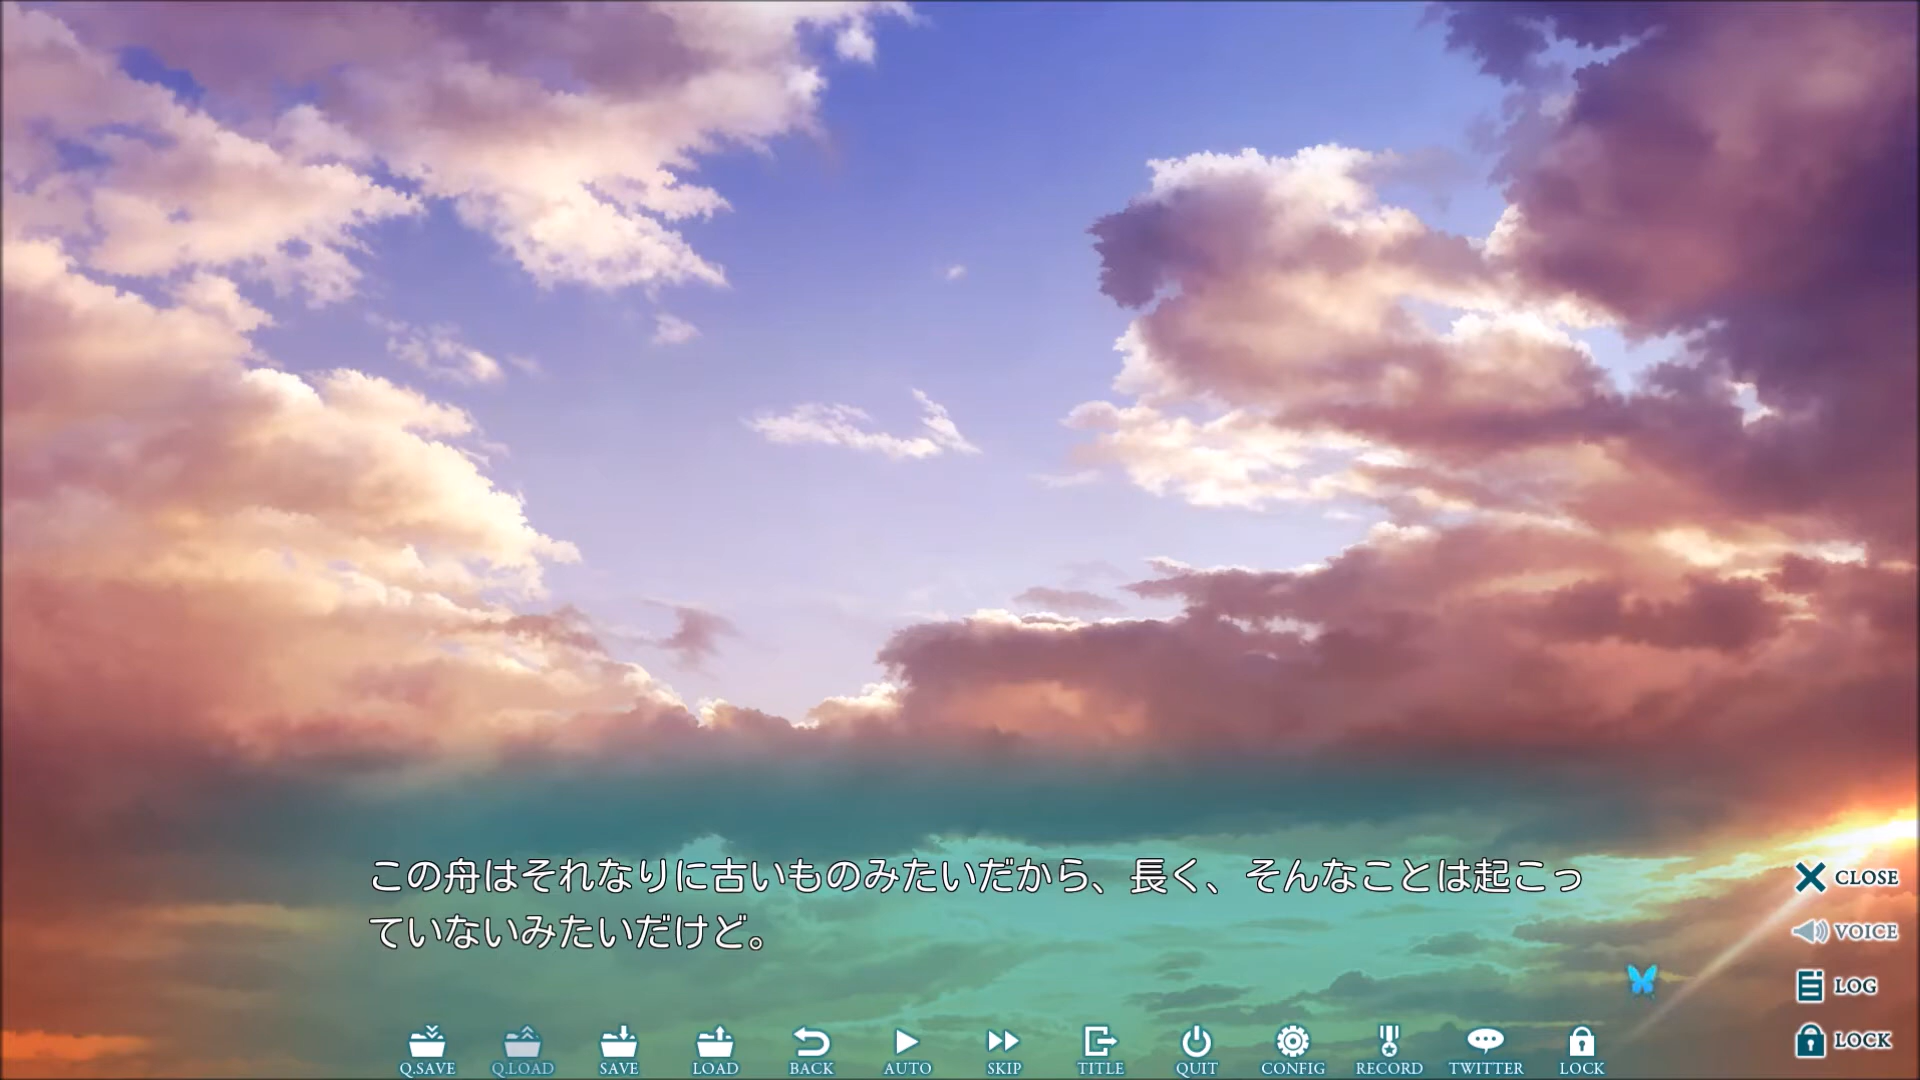 この舟はそれなりに古いものみたいだから、長く、そんなことは起こっ
ていないみたいだけど。
CLOSE
VOICE
LOG
LOCK
Q.SAVE Q.LOAD SAVE LOAD BACK AUTO SKIP TITLE QUIT CONFIG RECORD TWITTER LOCK